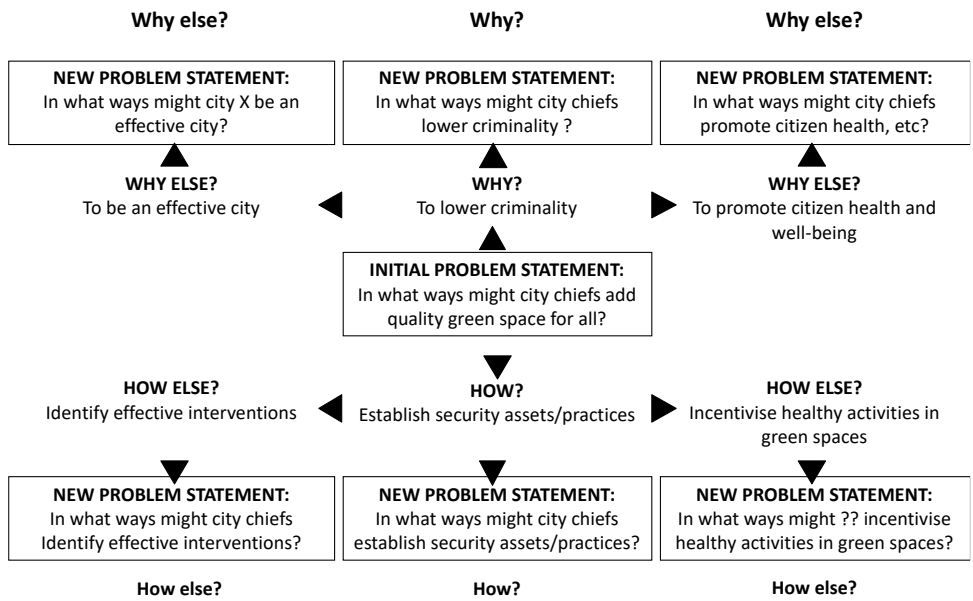 Why else?
Why?
Why else?
NEW PROBLEM STATEMENT:
In what ways might city X be an
effective city?
NEW PROBLEM STATEMENT:
In what ways might city chiefs
lower criminality ?
NEW PROBLEM STATEMENT:
In what ways might city chiefs
promote citizen health, etc?
WHY ELSE?
To be an effective city
WHY?
To lower criminality
WHY ELSE?
To promote citizen health and
well-being
INITIAL PROBLEM STATEMENT:
In what ways might city chiefs add
quality green space for all?
HOW ELSE?
Identify effective interventions
HOW?
Establish security assets/practices
HOW ELSE?
Incentivise healthy activities in
green spaces
NEW PROBLEM STATEMENT:
In what ways might city chiefs
Identify effective interventions?
NEW PROBLEM STATEMENT:
In what ways might city chiefs
establish security assets/practices?
NEW PROBLEM STATEMENT:
In what ways might ?? incentivise
healthy activities in green spaces?
How else?
How?
How else?